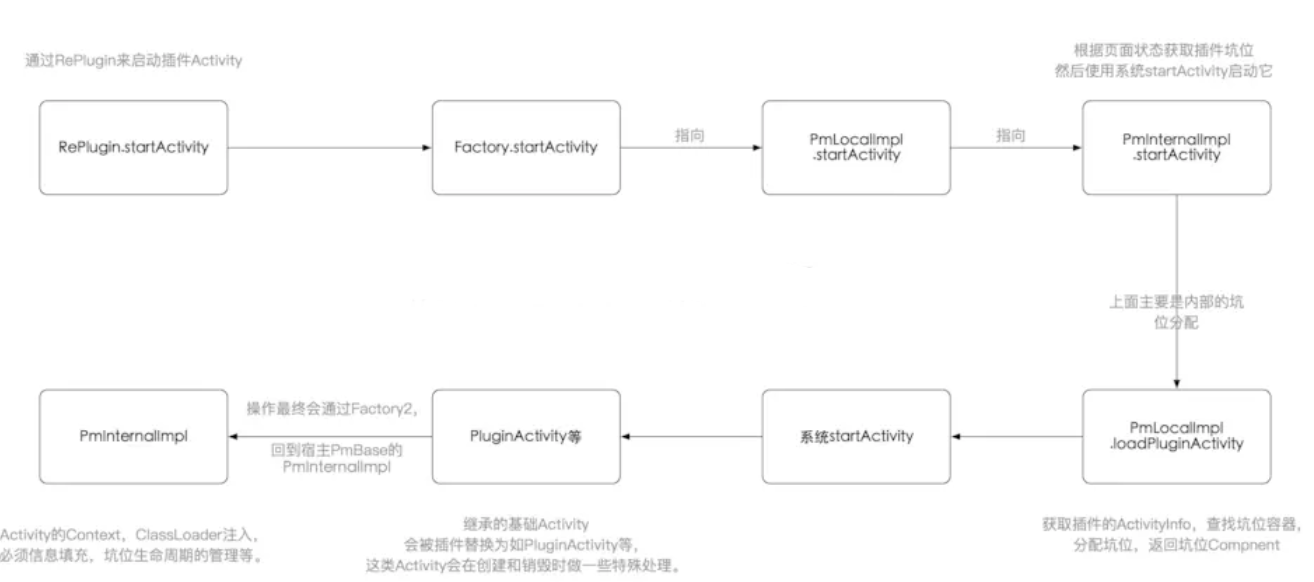 通过RePlugin来启动插件Activity
根据页面状态获取插件坑位
然后使用系统startActivity启动它
RePlugin.startActivity
Factory.startActivity
指向
PmLocalImpl
.startActivity
指向
PmInternalImpl
.startActivity
上面主要是内部的坑
位分配
PmInternalImpl
操作最终会通过Factory2，
回到宿主PmBase的
PmInternalImpl
PluginActivity等
系统startActivity
PmLocalImpl
.loadPluginActivity
Activity的Context，ClassLoader注入，
必须信息填充，坑位生命周期的管理等。
继承的基础Activity
会被插件替换为如PluginActivity等，
这类Activity会在创建和销毁时做一些特殊处理。
获取插件的ActivityInfo，查找坑位容器，
分配坑位，返回坑位Compnent